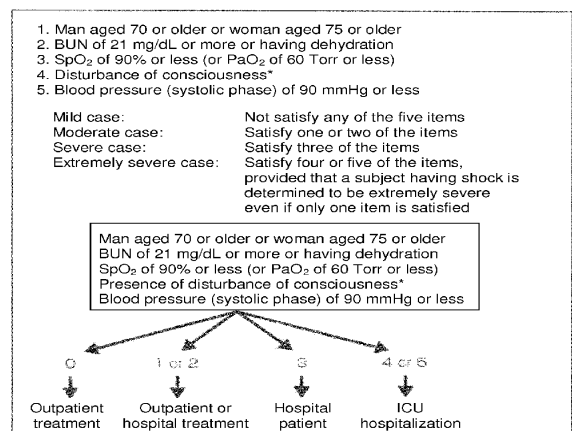 1. Man aged 70 or older or woman aged 75 or older
2. BUN of 21 mg/dL or more or having dehydration
3. SpO₂ of 90% or less (or PaO₂ of 60 Torr or less)
4. Disturbance of consciousness*
5. Blood pressure (systolic phase) of 90 mmHg or less
Mild case: Not satisfy any of the five items
Moderate case: Satisfy one or two of the items
Severe case: Satisfy three of the items
Extremely severe case: Satisfy four or five of the items,
provided that a subject having shock is
determined to be extremely severe
even if only one item is satisfied
Man aged 70 or older or woman aged 75 or older
BUN of 21 mg/dL or more or having dehydration
SpO₂ of 90% or less (or PaO₂ of 60 Torr or less)
Presence of disturbance of consciousness*
Blood pressure (systolic phase) of 90 mmHg or less
0 1 or 2 3 4 or 5
Outpatient Outpatient or Hospital ICU
treatment hospital treatment patient hospitalization